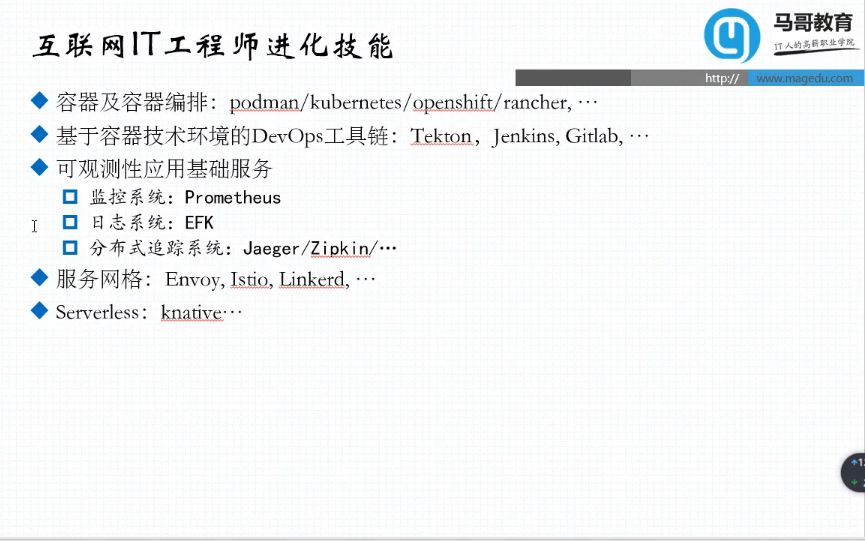 互联网IT工程师进化技能
马哥教育
IT人的高薪职业学院
http:// www.magedu.com
容器及容器编排：podman/kubernetes/openshift/rancher, …
基于容器技术环境的DevOps工具链：Tekton，Jenkins, Gitlab, …
可观测性应用基础服务
监控系统：Prometheus
日志系统：EFK
分布式追踪系统：Jaeger/Zipkin/…
服务网格：Envoy, Istio, Linkerd, …
Serverless：knative…